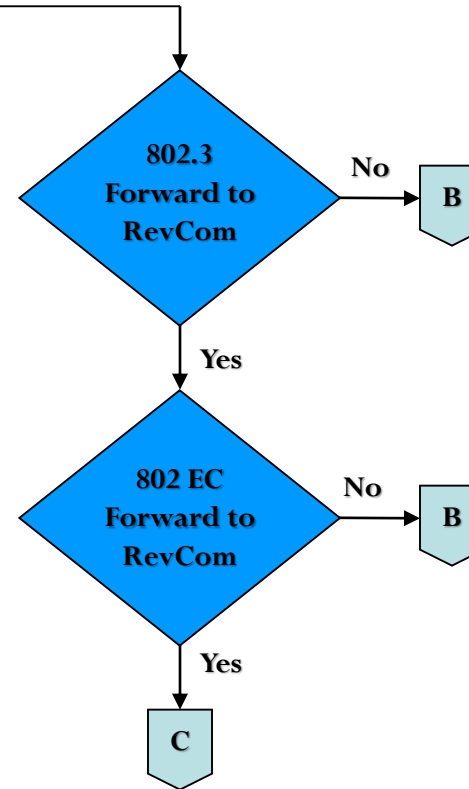 802.3
Forward to
RevCom
No
B
Yes
802 EC
Forward to
RevCom
No
B
Yes
C